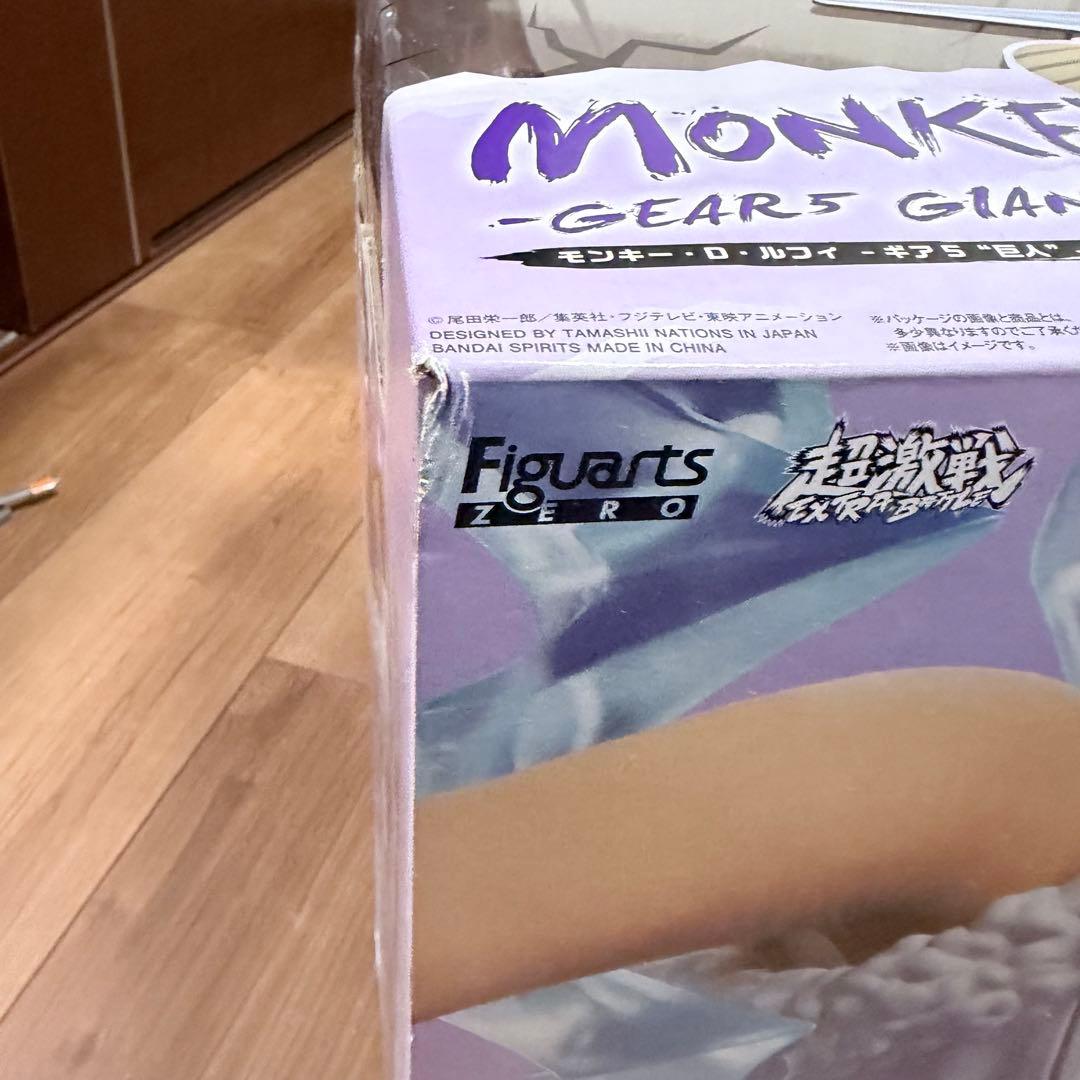 MONKEY
-GEAR5 GIAN
モンキー・D・ルフィ -ギア5 "巨人"
© 尾田栄一郎／集英社・フジテレビ・東映アニメーション
DESIGNED BY TAMASHII NATIONS IN JAPAN
BANDAI SPIRITS MADE IN CHINA
※パッケージの画像と商品とは、
多少異なりますのでご了承くだ
※画像はイメージです。
Figuarts
ZERO
超激戦
EXTRA BATTLE